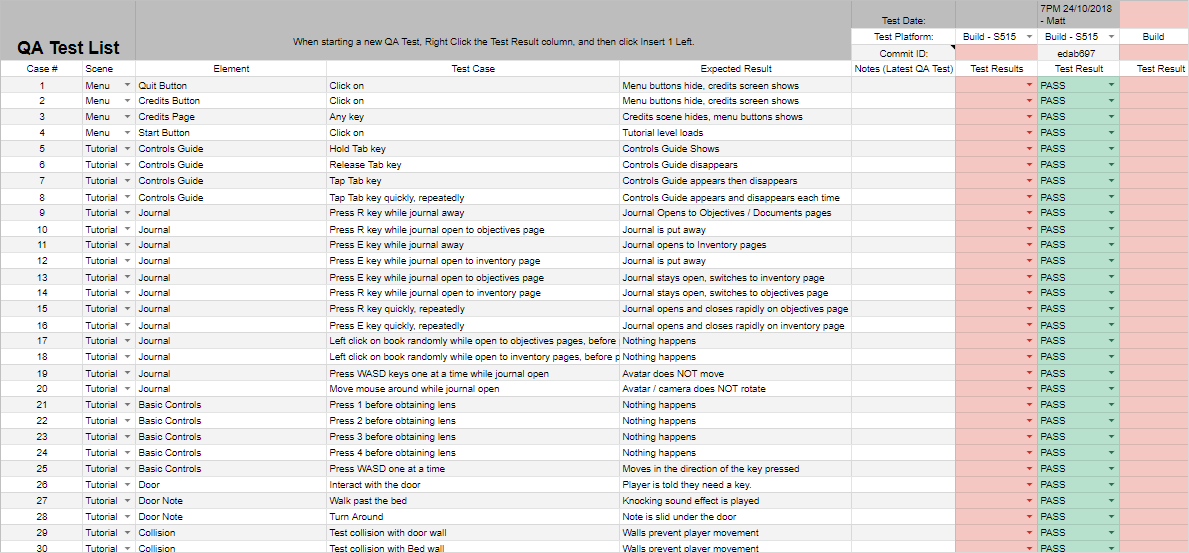 7PM 24/10/2018
Test Date: - Matt
QA Test List When starting a new QA Test, Right Click the Test Result column, and then click Insert 1 Left. Test Platform: Build - S515 Build - S515 Build
Commit ID: edab697
Case # Scene Element Test Case Expected Result Notes (Latest QA Test) Test Results Test Result Test Result
1 Menu Quit Button Click on Menu buttons hide, credits screen shows PASS
2 Menu Credits Button Click on Menu buttons hide, credits screen shows PASS
3 Menu Credits Page Any key Credits scene hides, menu buttons shows PASS
4 Menu Start Button Click on Tutorial level loads PASS
5 Tutorial Controls Guide Hold Tab key Controls Guide Shows PASS
6 Tutorial Controls Guide Release Tab key Controls Guide disappears PASS
7 Tutorial Controls Guide Tap Tab key Controls Guide appears then disappears PASS
8 Tutorial Controls Guide Tap Tab key quickly, repeatedly Controls Guide appears and disappears each time PASS
9 Tutorial Journal Press R key while journal away Journal Opens to Objectives / Documents pages PASS
10 Tutorial Journal Press R key while journal open to objectives page Journal is put away PASS
11 Tutorial Journal Press E key while journal away Journal opens to Inventory pages PASS
12 Tutorial Journal Press E key while journal open to inventory page Journal is put away PASS
13 Tutorial Journal Press E key while journal open to objectives page Journal stays open, switches to inventory page PASS
14 Tutorial Journal Press R key while journal open to inventory page Journal stays open, switches to objectives page PASS
15 Tutorial Journal Press R key quickly, repeatedly Journal opens and closes rapidly on objectives page PASS
16 Tutorial Journal Press E key quickly, repeatedly Journal opens and closes rapidly on inventory page PASS
17 Tutorial Journal Left click on book randomly while open to objectives pages, before Nothing happens PASS
18 Tutorial Journal Left click on book randomly while open to inventory pages, before p Nothing happens PASS
19 Tutorial Journal Press WASD keys one at a time while journal open Avatar does NOT move PASS
20 Tutorial Journal Move mouse around while journal open Avatar / camera does NOT rotate PASS
21 Tutorial Basic Controls Press 1 before obtaining lens Nothing happens PASS
22 Tutorial Basic Controls Press 2 before obtaining lens Nothing happens PASS
23 Tutorial Basic Controls Press 3 before obtaining lens Nothing happens PASS
24 Tutorial Basic Controls Press 4 before obtaining lens Nothing happens PASS
25 Tutorial Basic Controls Press WASD one at a time Moves in the direction of the key pressed PASS
26 Tutorial Door Interact with the door Player is told they need a key. PASS
27 Tutorial Door Note Walk past the bed Knocking sound effect is played PASS
28 Tutorial Door Note Turn Around Note is slid under the door PASS
29 Tutorial Collision Test collision with door wall Walls prevent player movement PASS
30 Tutorial Collision Test collision with Bed wall Walls prevent player movement PASS